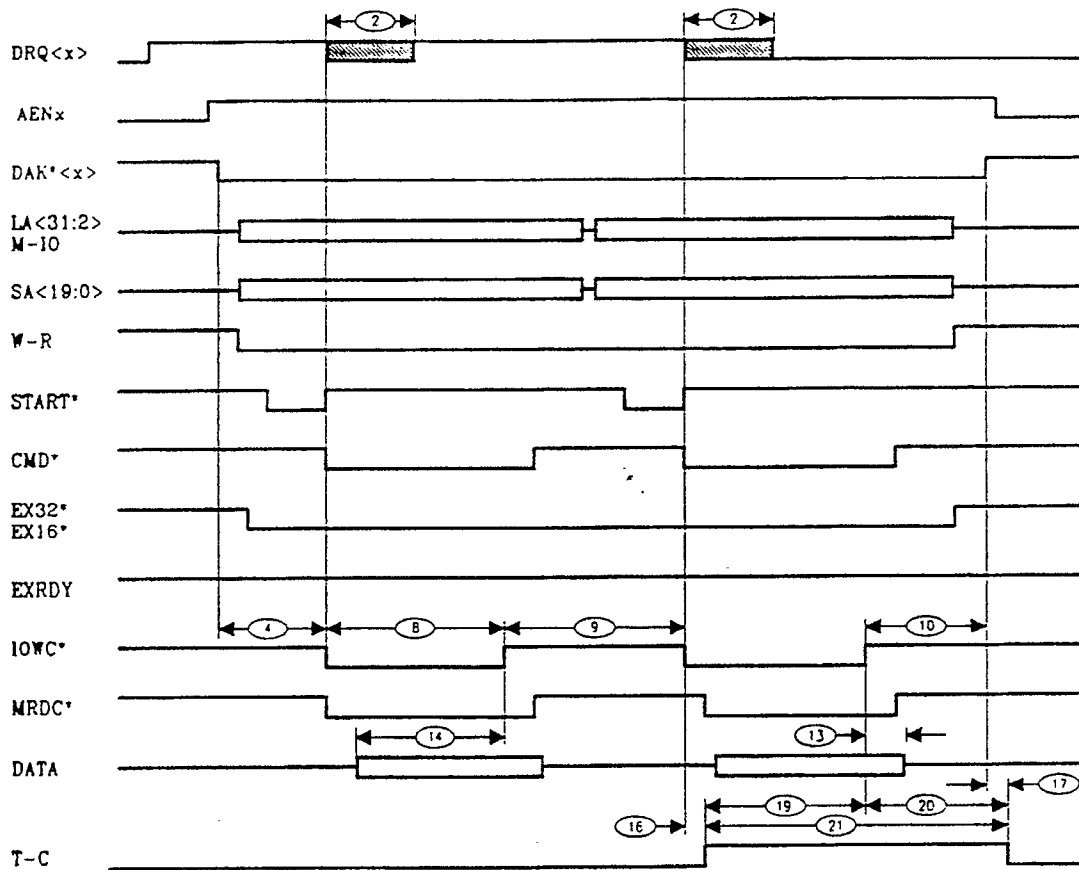 2 2
DRQ<x>
AENx
DAK*<x>
LA<31:2>
M-IO
SA<19:0>
W-R
START*
CMD*
EX32*
EX16*
EXRDY
4 8 9 10
IOWC*
MRDC*
14 13
DATA
17
19 20
16 21
T-C